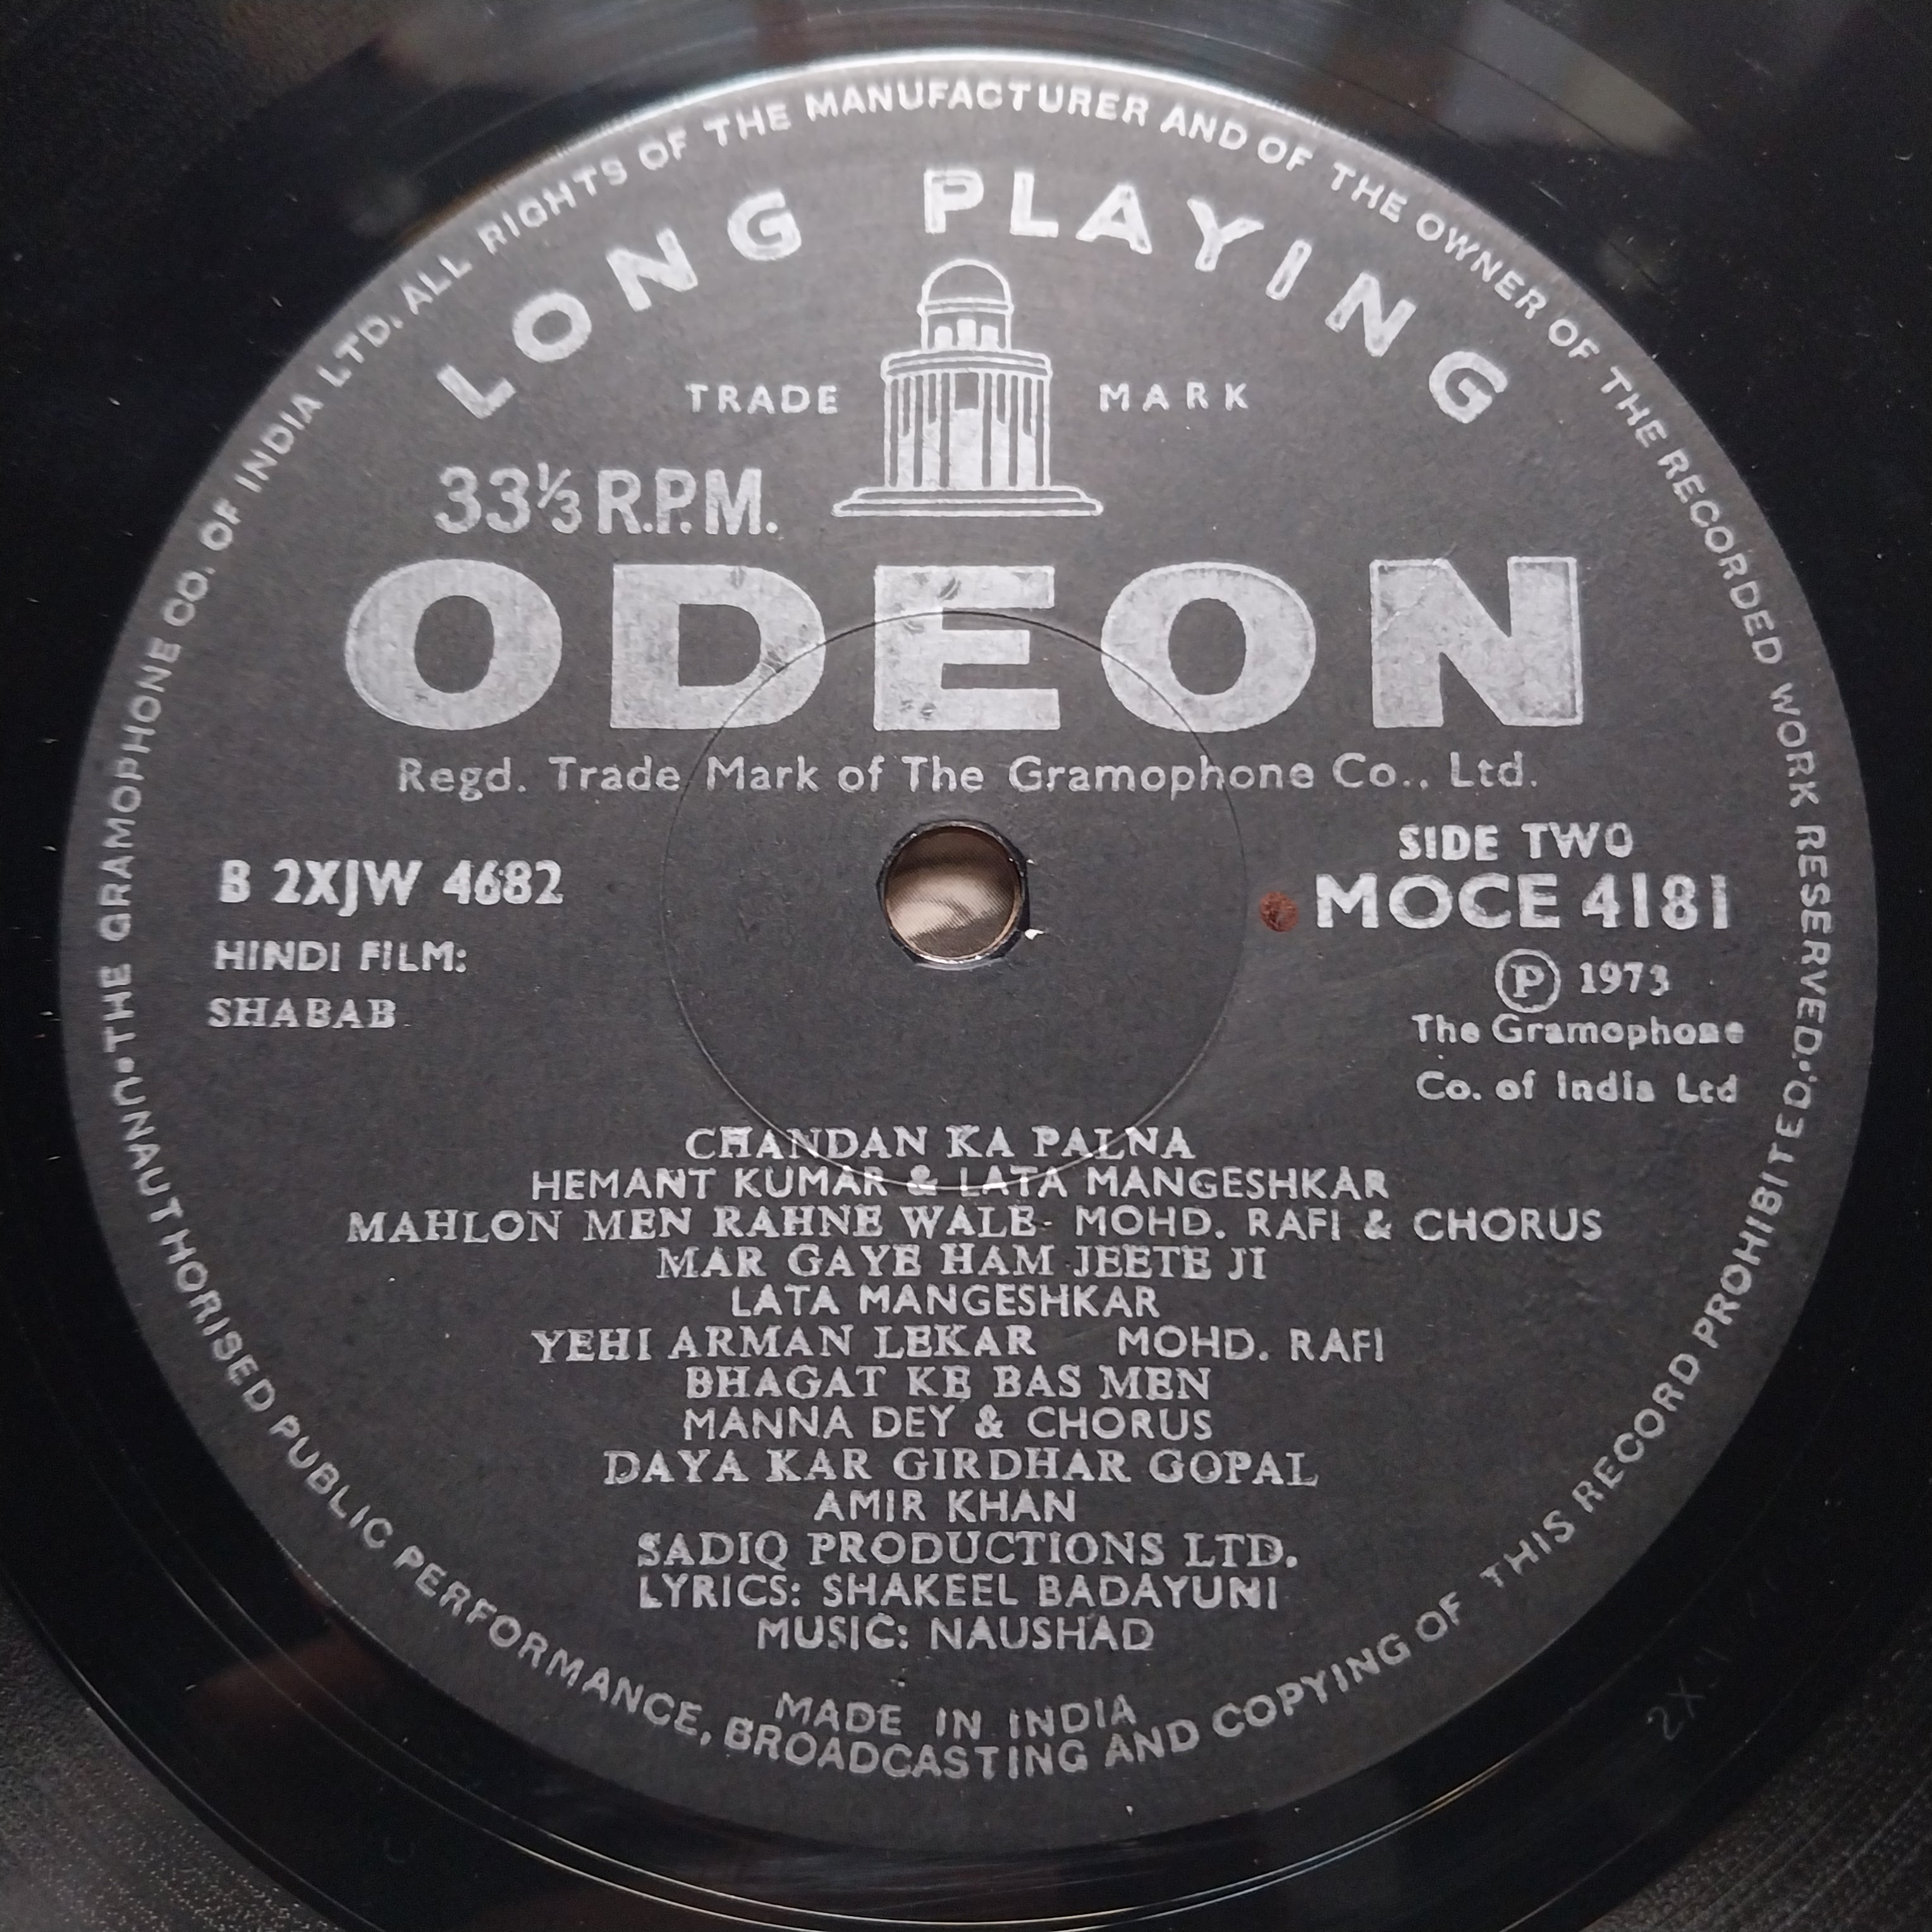 THE GRAMOPHONE CO. OF INDIA LTD. ALL RIGHTS OF THE MANUFACTURER AND OF THE OWNER OF THE RECORDED WORK RESERVED.
UNAUTHORISED PUBLIC PERFORMANCE, BROADCASTING AND COPYING OF THIS RECORD PROHIBITED.
LONG PLAYING
TRADE MARK
33⅓ R.P.M.
ODEON
Regd. Trade Mark of The Gramophone Co., Ltd.
B 2XJW 4682
HINDI FILM:
SHABAB
SIDE TWO
MOCE 4181
Ⓟ 1973
The Gramophone
Co. of India Ltd
CHANDAN KA PALNA
HEMANT KUMAR & LATA MANGESHKAR
MAHLON MEN RAHNE WALE- MOHD. RAFI & CHORUS
MAR GAYE HAM JEETE JI
LATA MANGESHKAR
YEHI ARMAN LEKAR MOHD. RAFI
BHAGAT KE BAS MEN
MANNA DEY & CHORUS
DAYA KAR GIRDHAR GOPAL
AMIR KHAN
SADIQ PRODUCTIONS LTD.
LYRICS: SHAKEEL BADAYUNI
MUSIC: NAUSHAD
MADE IN INDIA